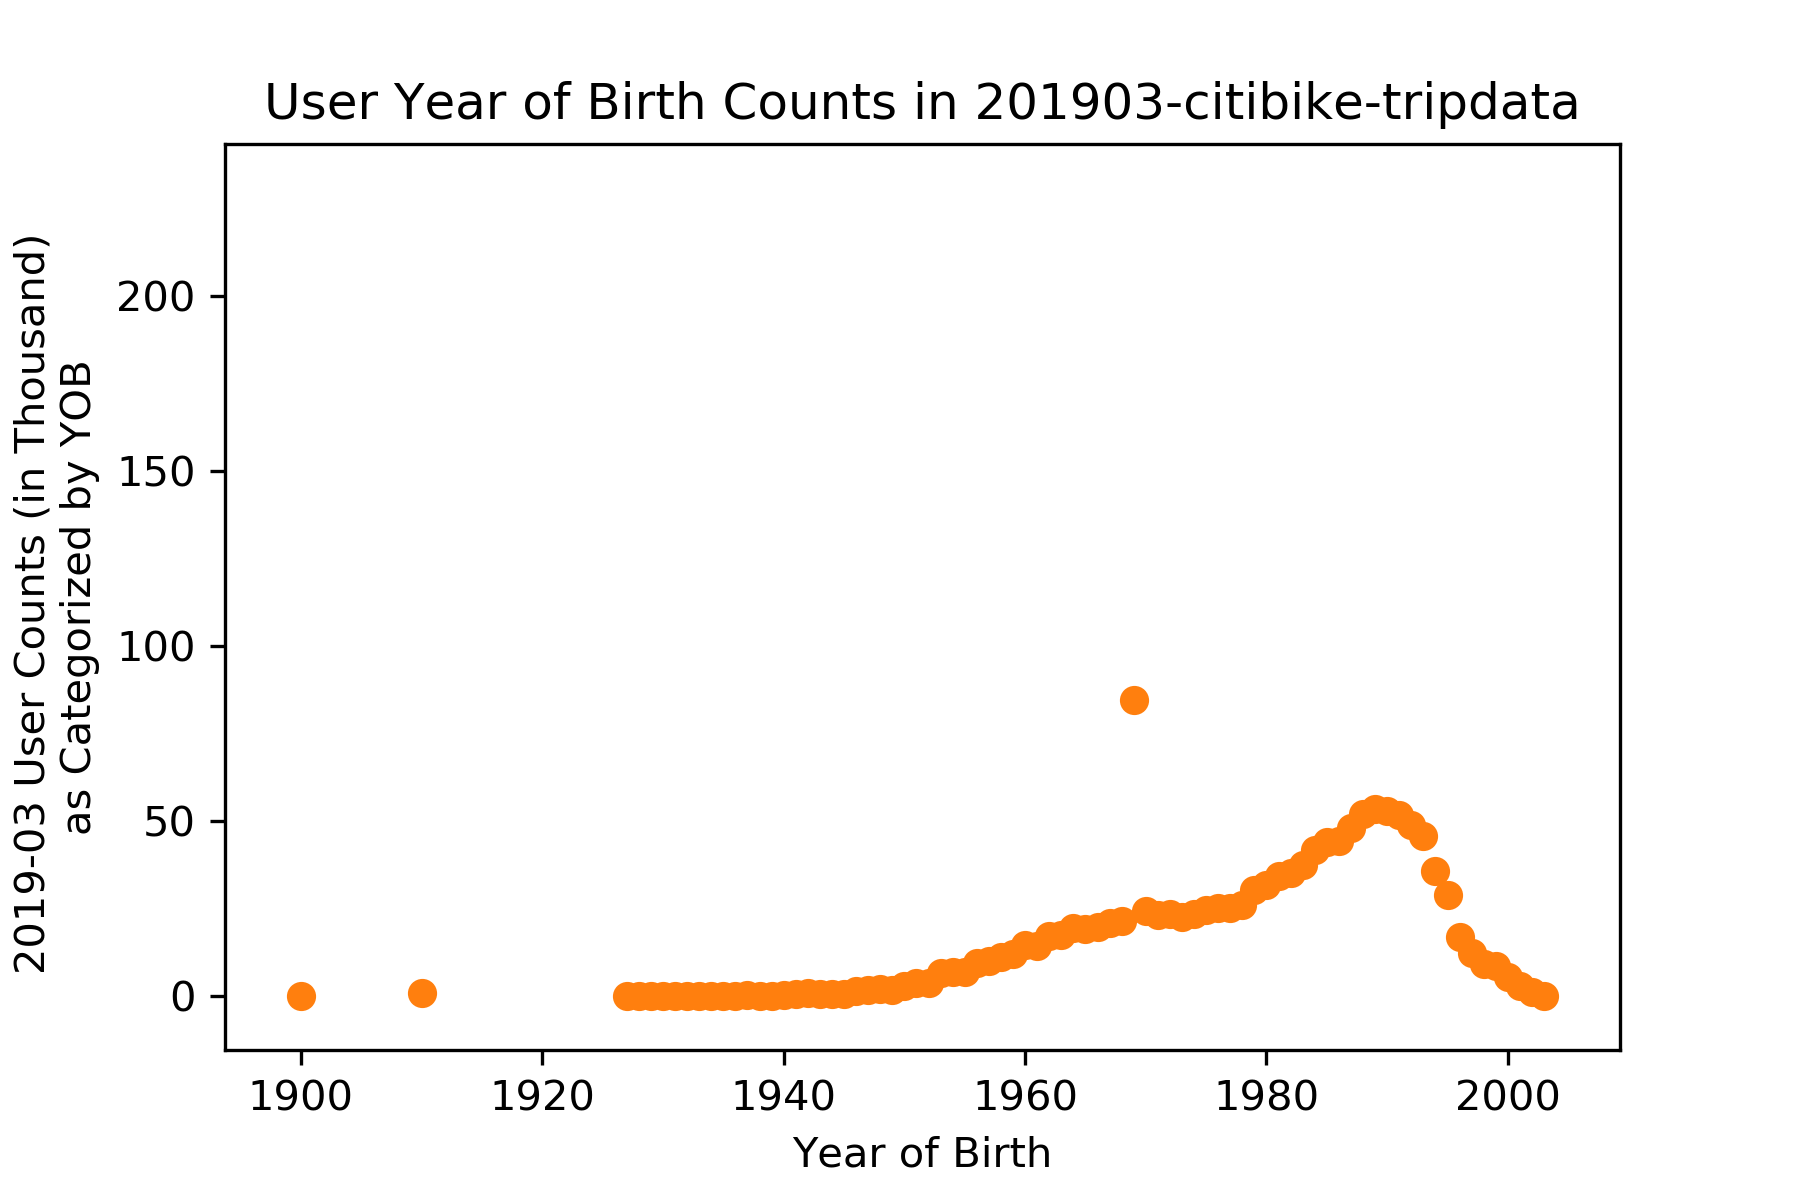 User Year of Birth Counts in 201903-citibike-tripdata
2019-03 User Counts (in Thousand)
as Categorized by YOB
200
150
100
50
0
1900 1920 1940 1960 1980 2000
Year of Birth